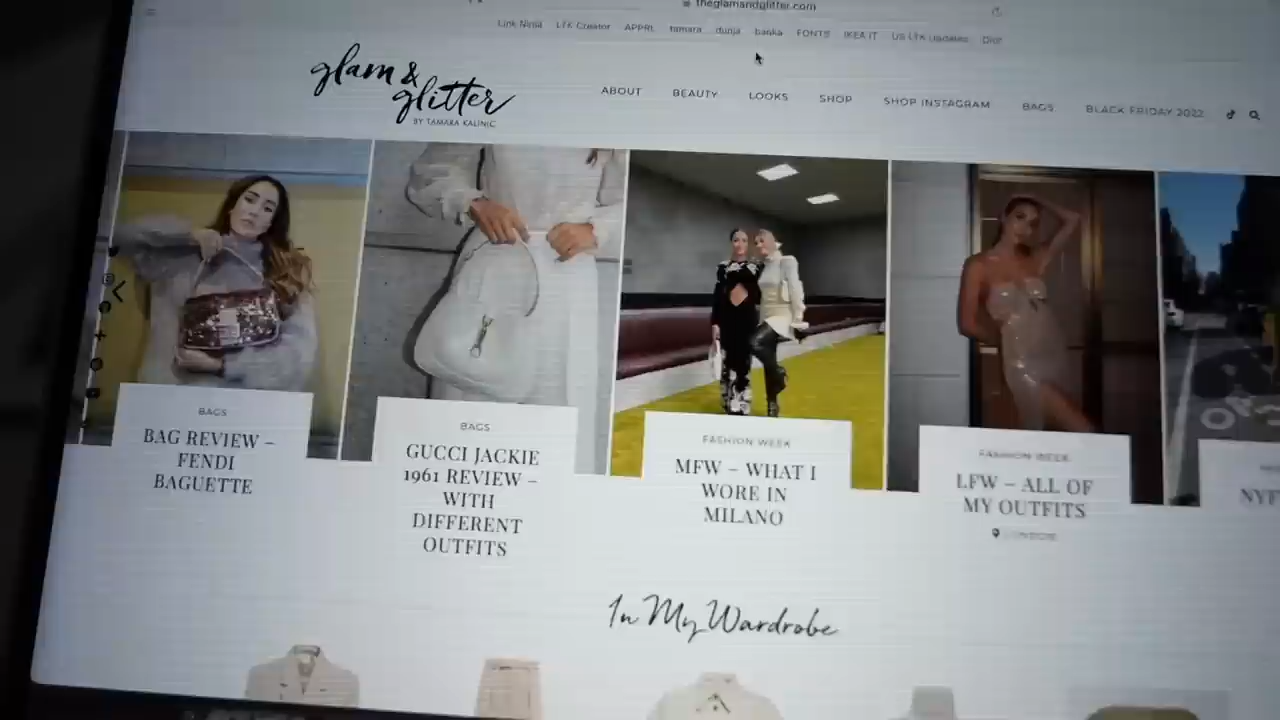 theglamandglitter.com
Link Ninja LTK Creator APPRL tamara dunja banka FONTS IKEA IT US LTK Updates Dior
glam &
glitter
BY TAMARA KALINIC
ABOUT BEAUTY LOOKS SHOP SHOP INSTAGRAM BAGS BLACK FRIDAY 2022
BAGS
BAG REVIEW –
FENDI
BAGUETTE
BAGS
GUCCI JACKIE
1961 REVIEW –
WITH
DIFFERENT
OUTFITS
FASHION WEEK
MFW – WHAT I
WORE IN
MILANO
FASHION WEEK
LFW – ALL OF
MY OUTFITS
LONDON
In My Wardrobe